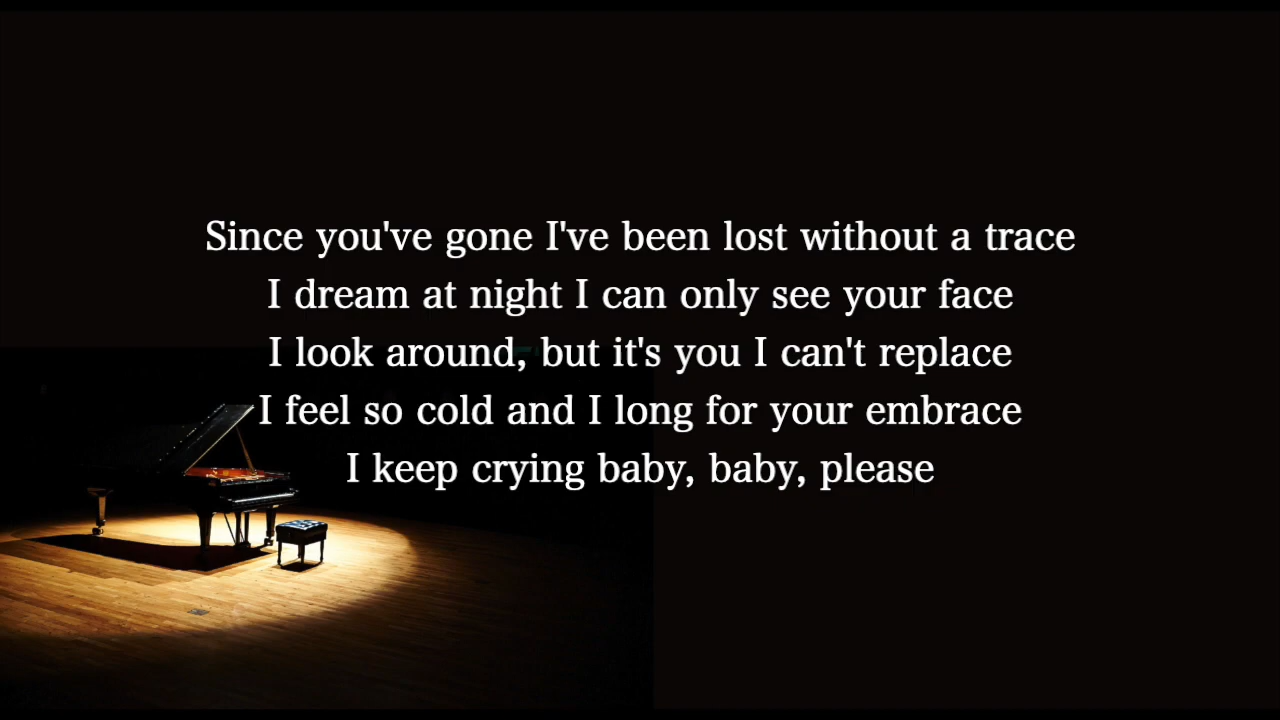 Since you've gone I've been lost without a trace
I dream at night I can only see your face
I look around, but it's you I can't replace
I feel so cold and I long for your embrace
I keep crying baby, baby, please